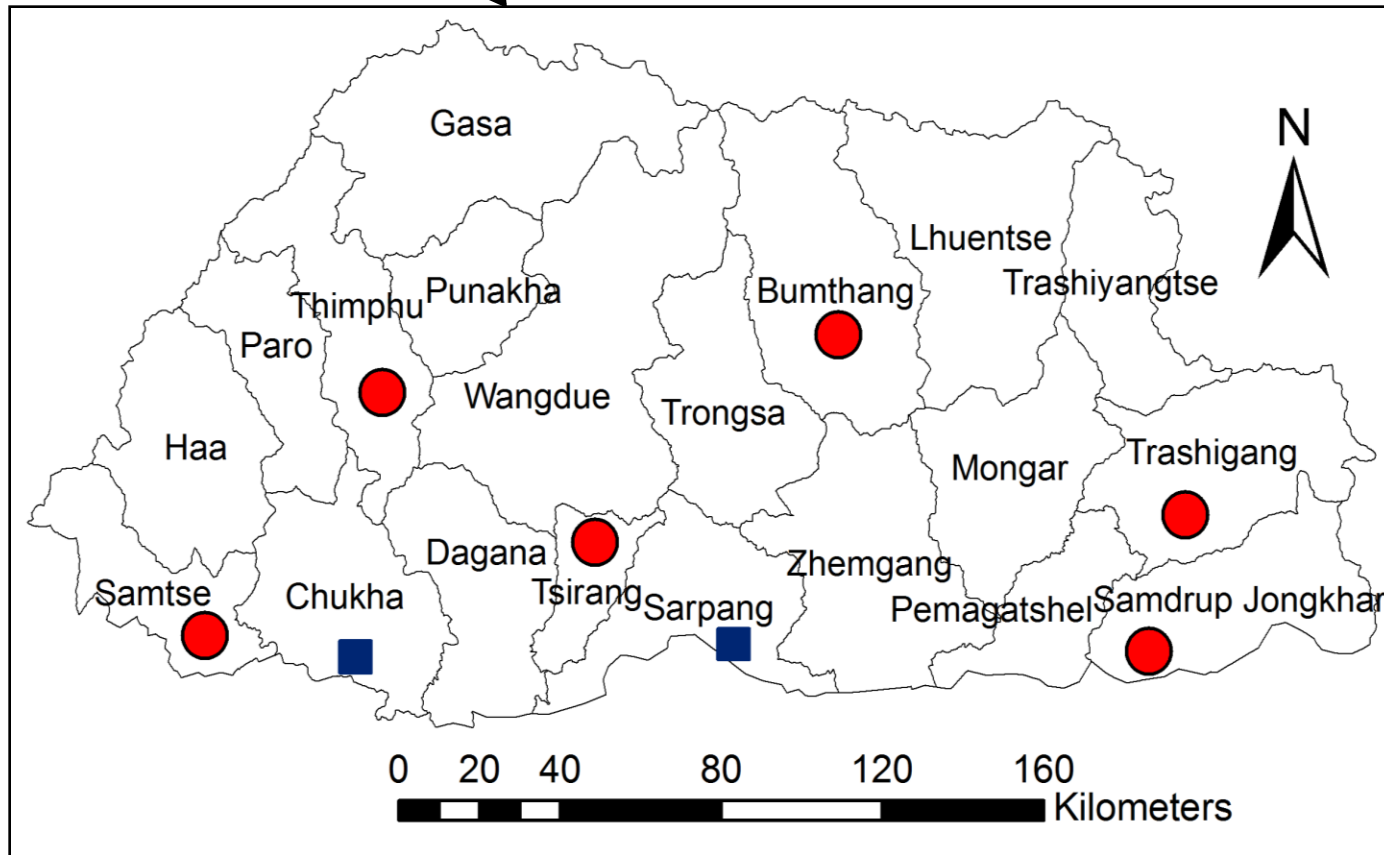 Gasa
N
Lhuentse
Trashiyangtse
Bumthang
Punakha
Thimphu
Paro
Wangdue
Trongsa
Haa
Mongar
Trashigang
Dagana
Zhemgang
Tsirang
Samtse
Chukha
Sarpang
Pemagatshel
Samdrup Jongkhar
0 20 40 80 120 160
Kilometers